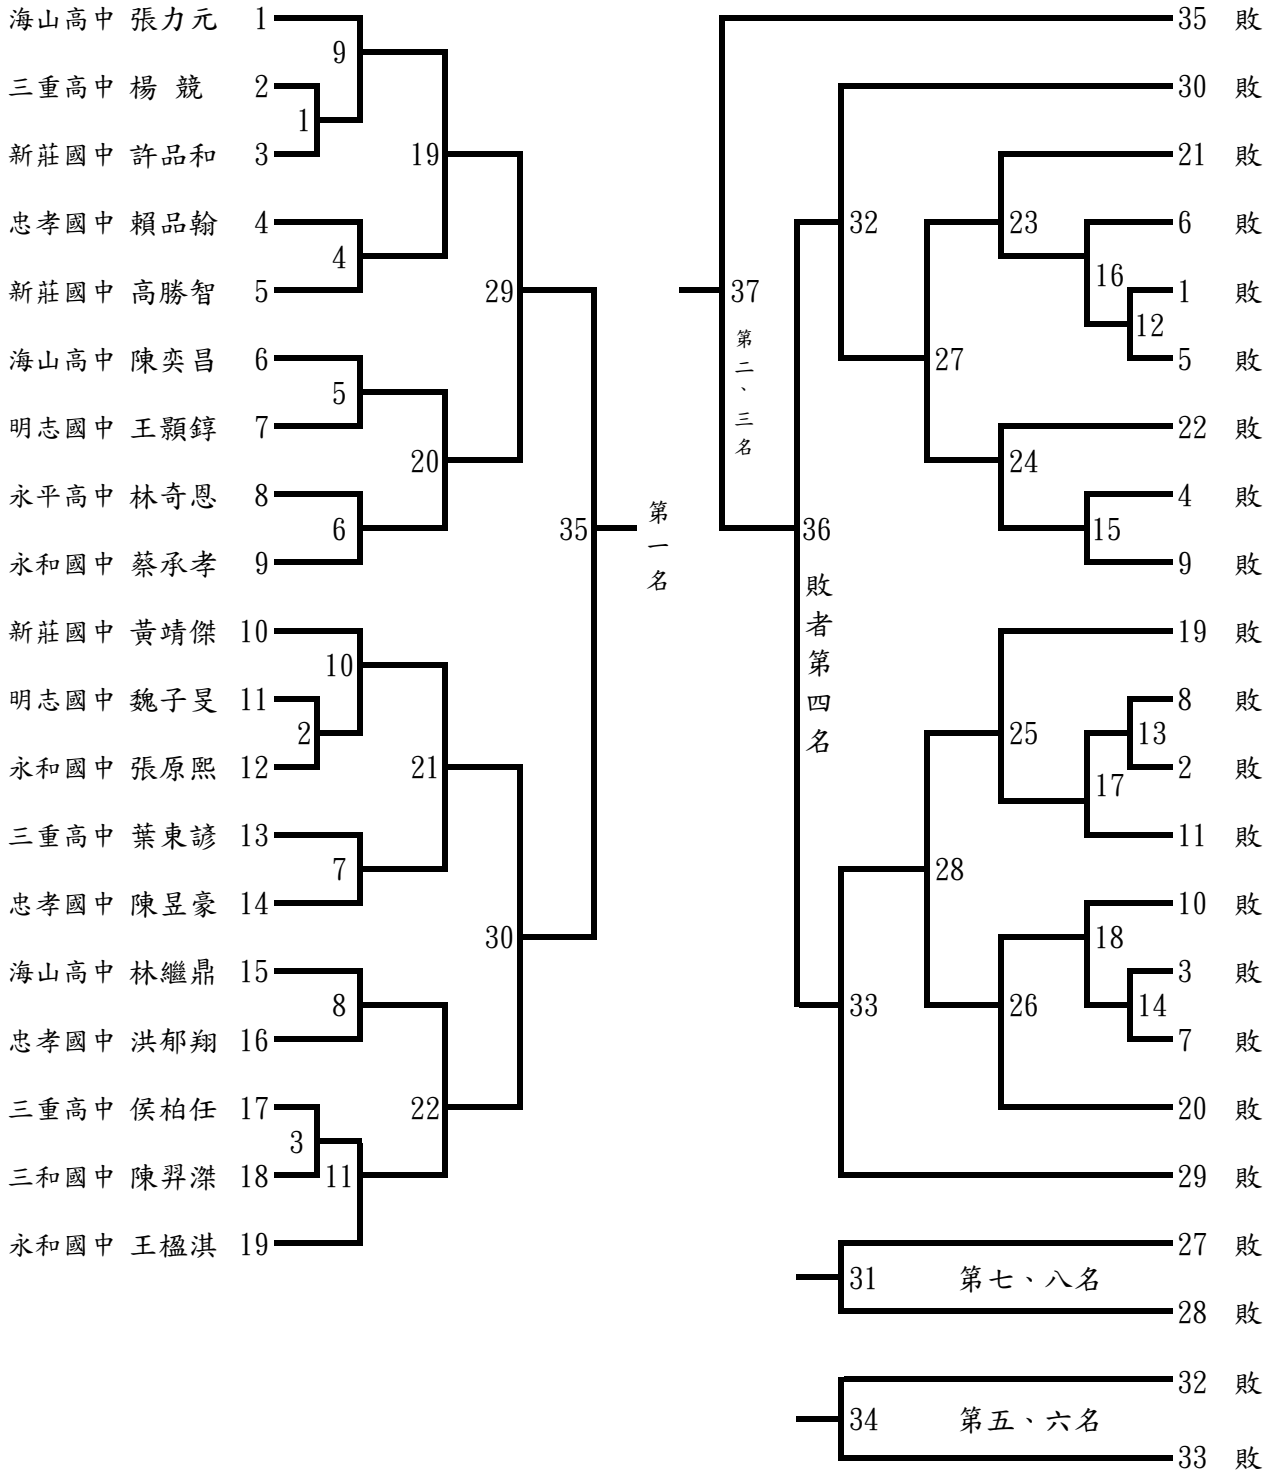 海山高中 張力元 1
9
三重高中 楊 競 2
1
新莊國中 許品和 3
19
忠孝國中 賴品翰 4
4
新莊國中 高勝智 5
29
海山高中 陳奕昌 6
5
明志國中 王顥錞 7
20
永平高中 林奇恩 8
6
永和國中 蔡承孝 9
35
第一名
新莊國中 黃靖傑 10
10
明志國中 魏子旻 11
2
永和國中 張原熙 12
21
三重高中 葉東諺 13
7
忠孝國中 陳昱豪 14
30
海山高中 林繼鼎 15
8
忠孝國中 洪郁翔 16
三重高中 侯柏任 17
22
3
三和國中 陳羿滐 18
11
永和國中 王楹淇 19
35 敗
30 敗
21 敗
32
23
6 敗
16
37
第二、三名
1 敗
12
27
5 敗
22 敗
24
4 敗
36
敗者第四名
15
9 敗
19 敗
8 敗
25
13
2 敗
17
11 敗
28
10 敗
18
3 敗
33
26
14
7 敗
20 敗
29 敗
27 敗
31 第七、八名
28 敗
32 敗
34 第五、六名
33 敗